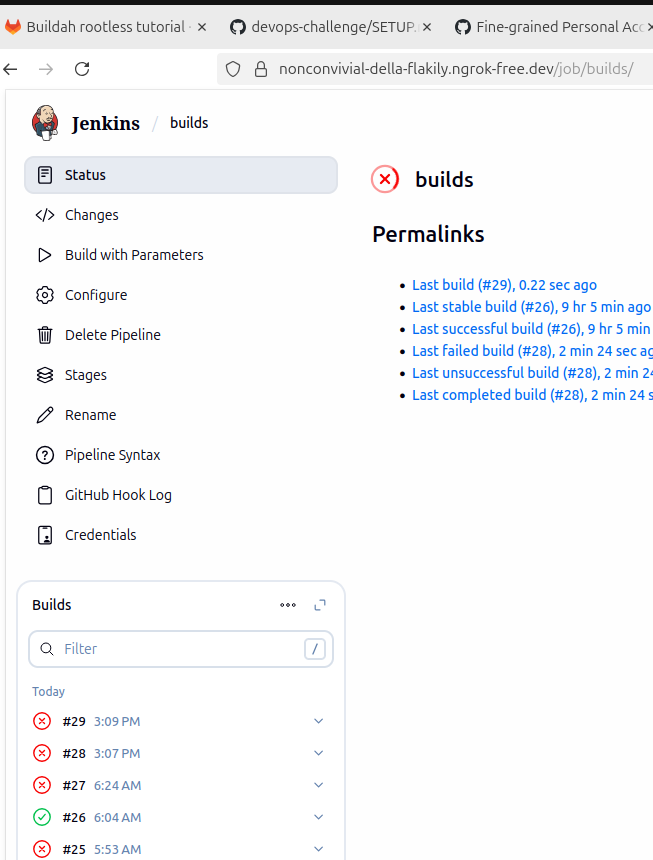 Buildah rootless tutorial ·
devops-challenge/SETUP.
Fine-grained Personal Acc
nonconvivial-della-flakily.ngrok-free.dev/job/builds/
Jenkins / builds
Status
Changes
Build with Parameters
Configure
Delete Pipeline
Stages
Rename
Pipeline Syntax
GitHub Hook Log
Credentials
builds
Permalinks
Last build (#29), 0.22 sec ago
Last stable build (#26), 9 hr 5 min ago
Last successful build (#26), 9 hr 5 min
Last failed build (#28), 2 min 24 sec ag
Last unsuccessful build (#28), 2 min 24
Last completed build (#28), 2 min 24 s
Builds
Filter /
Today
#29 3:09 PM
#28 3:07 PM
#27 6:24 AM
#26 6:04 AM
#25 5:53 AM